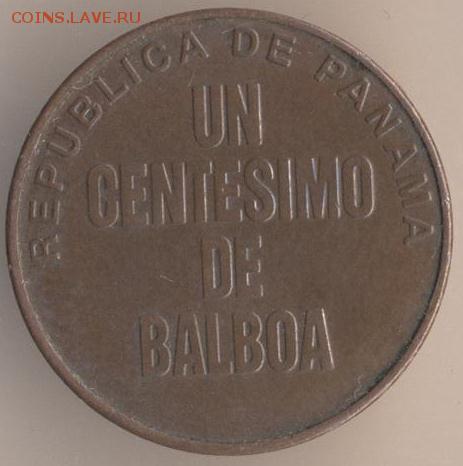 COINS.LAVE.RU
REPUBLICA DE PANAMA
UN
CENTESIMO
DE
BALBOA